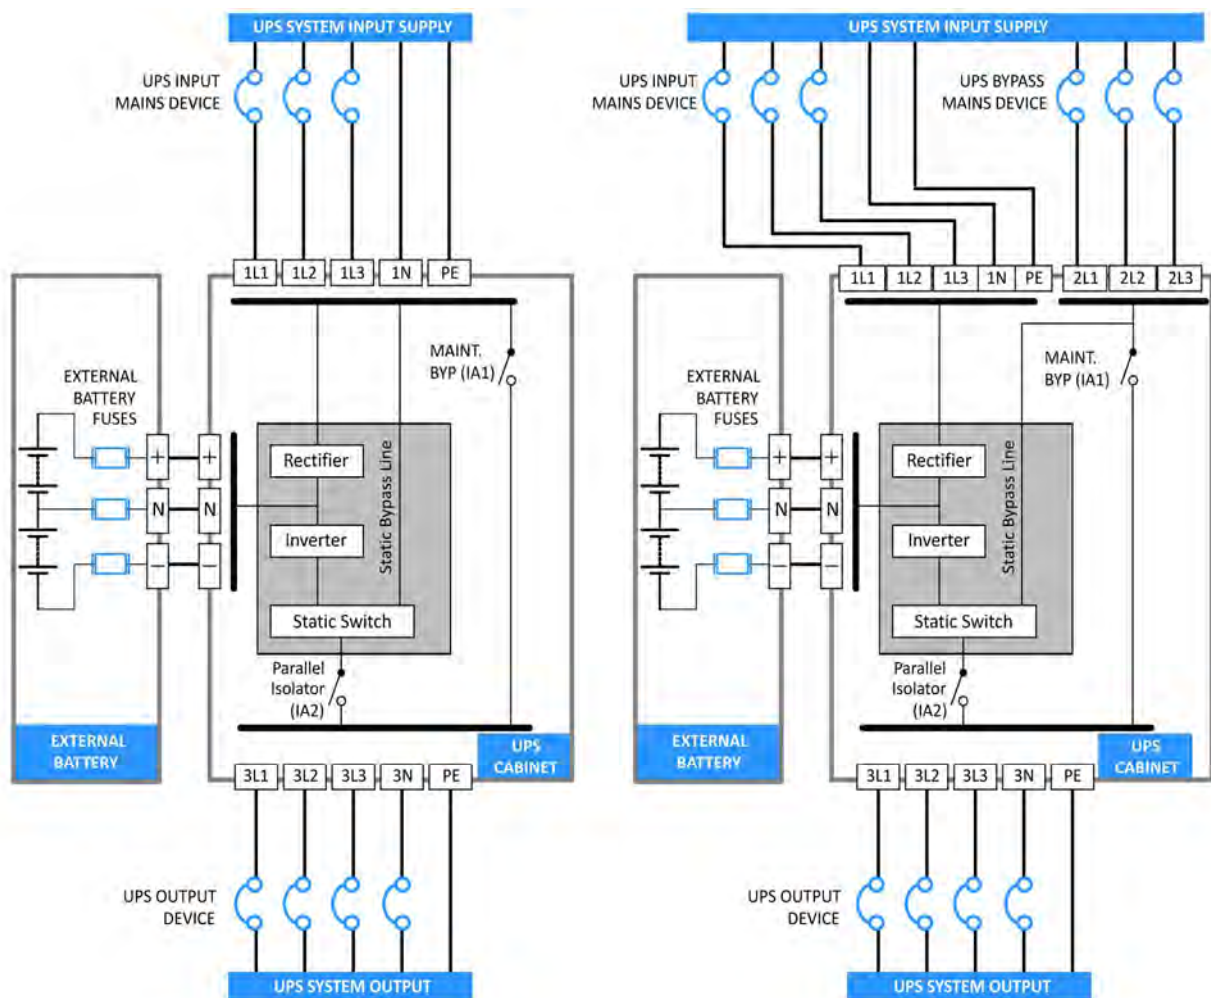 UPS SYSTEM INPUT SUPPLY
UPS INPUT
MAINS DEVICE
1L1
1L2
1L3
1N
PE
MAINT.
BYP (IA1)
EXTERNAL
BATTERY
FUSES
+
+
N
N
–
–
Rectifier
Inverter
Static Bypass Line
Static Switch
Parallel
Isolator
(IA2)
EXTERNAL
BATTERY
UPS
CABINET
3L1
3L2
3L3
3N
PE
UPS OUTPUT
DEVICE
UPS SYSTEM OUTPUT
UPS SYSTEM INPUT SUPPLY
UPS INPUT
MAINS DEVICE
UPS BYPASS
MAINS DEVICE
1L1
1L2
1L3
1N
PE
2L1
2L2
2L3
MAINT.
BYP (IA1)
EXTERNAL
BATTERY
FUSES
+
+
N
N
–
–
Rectifier
Inverter
Static Bypass Line
Static Switch
Parallel
Isolator
(IA2)
EXTERNAL
BATTERY
UPS
CABINET
3L1
3L2
3L3
3N
PE
UPS OUTPUT
DEVICE
UPS SYSTEM OUTPUT